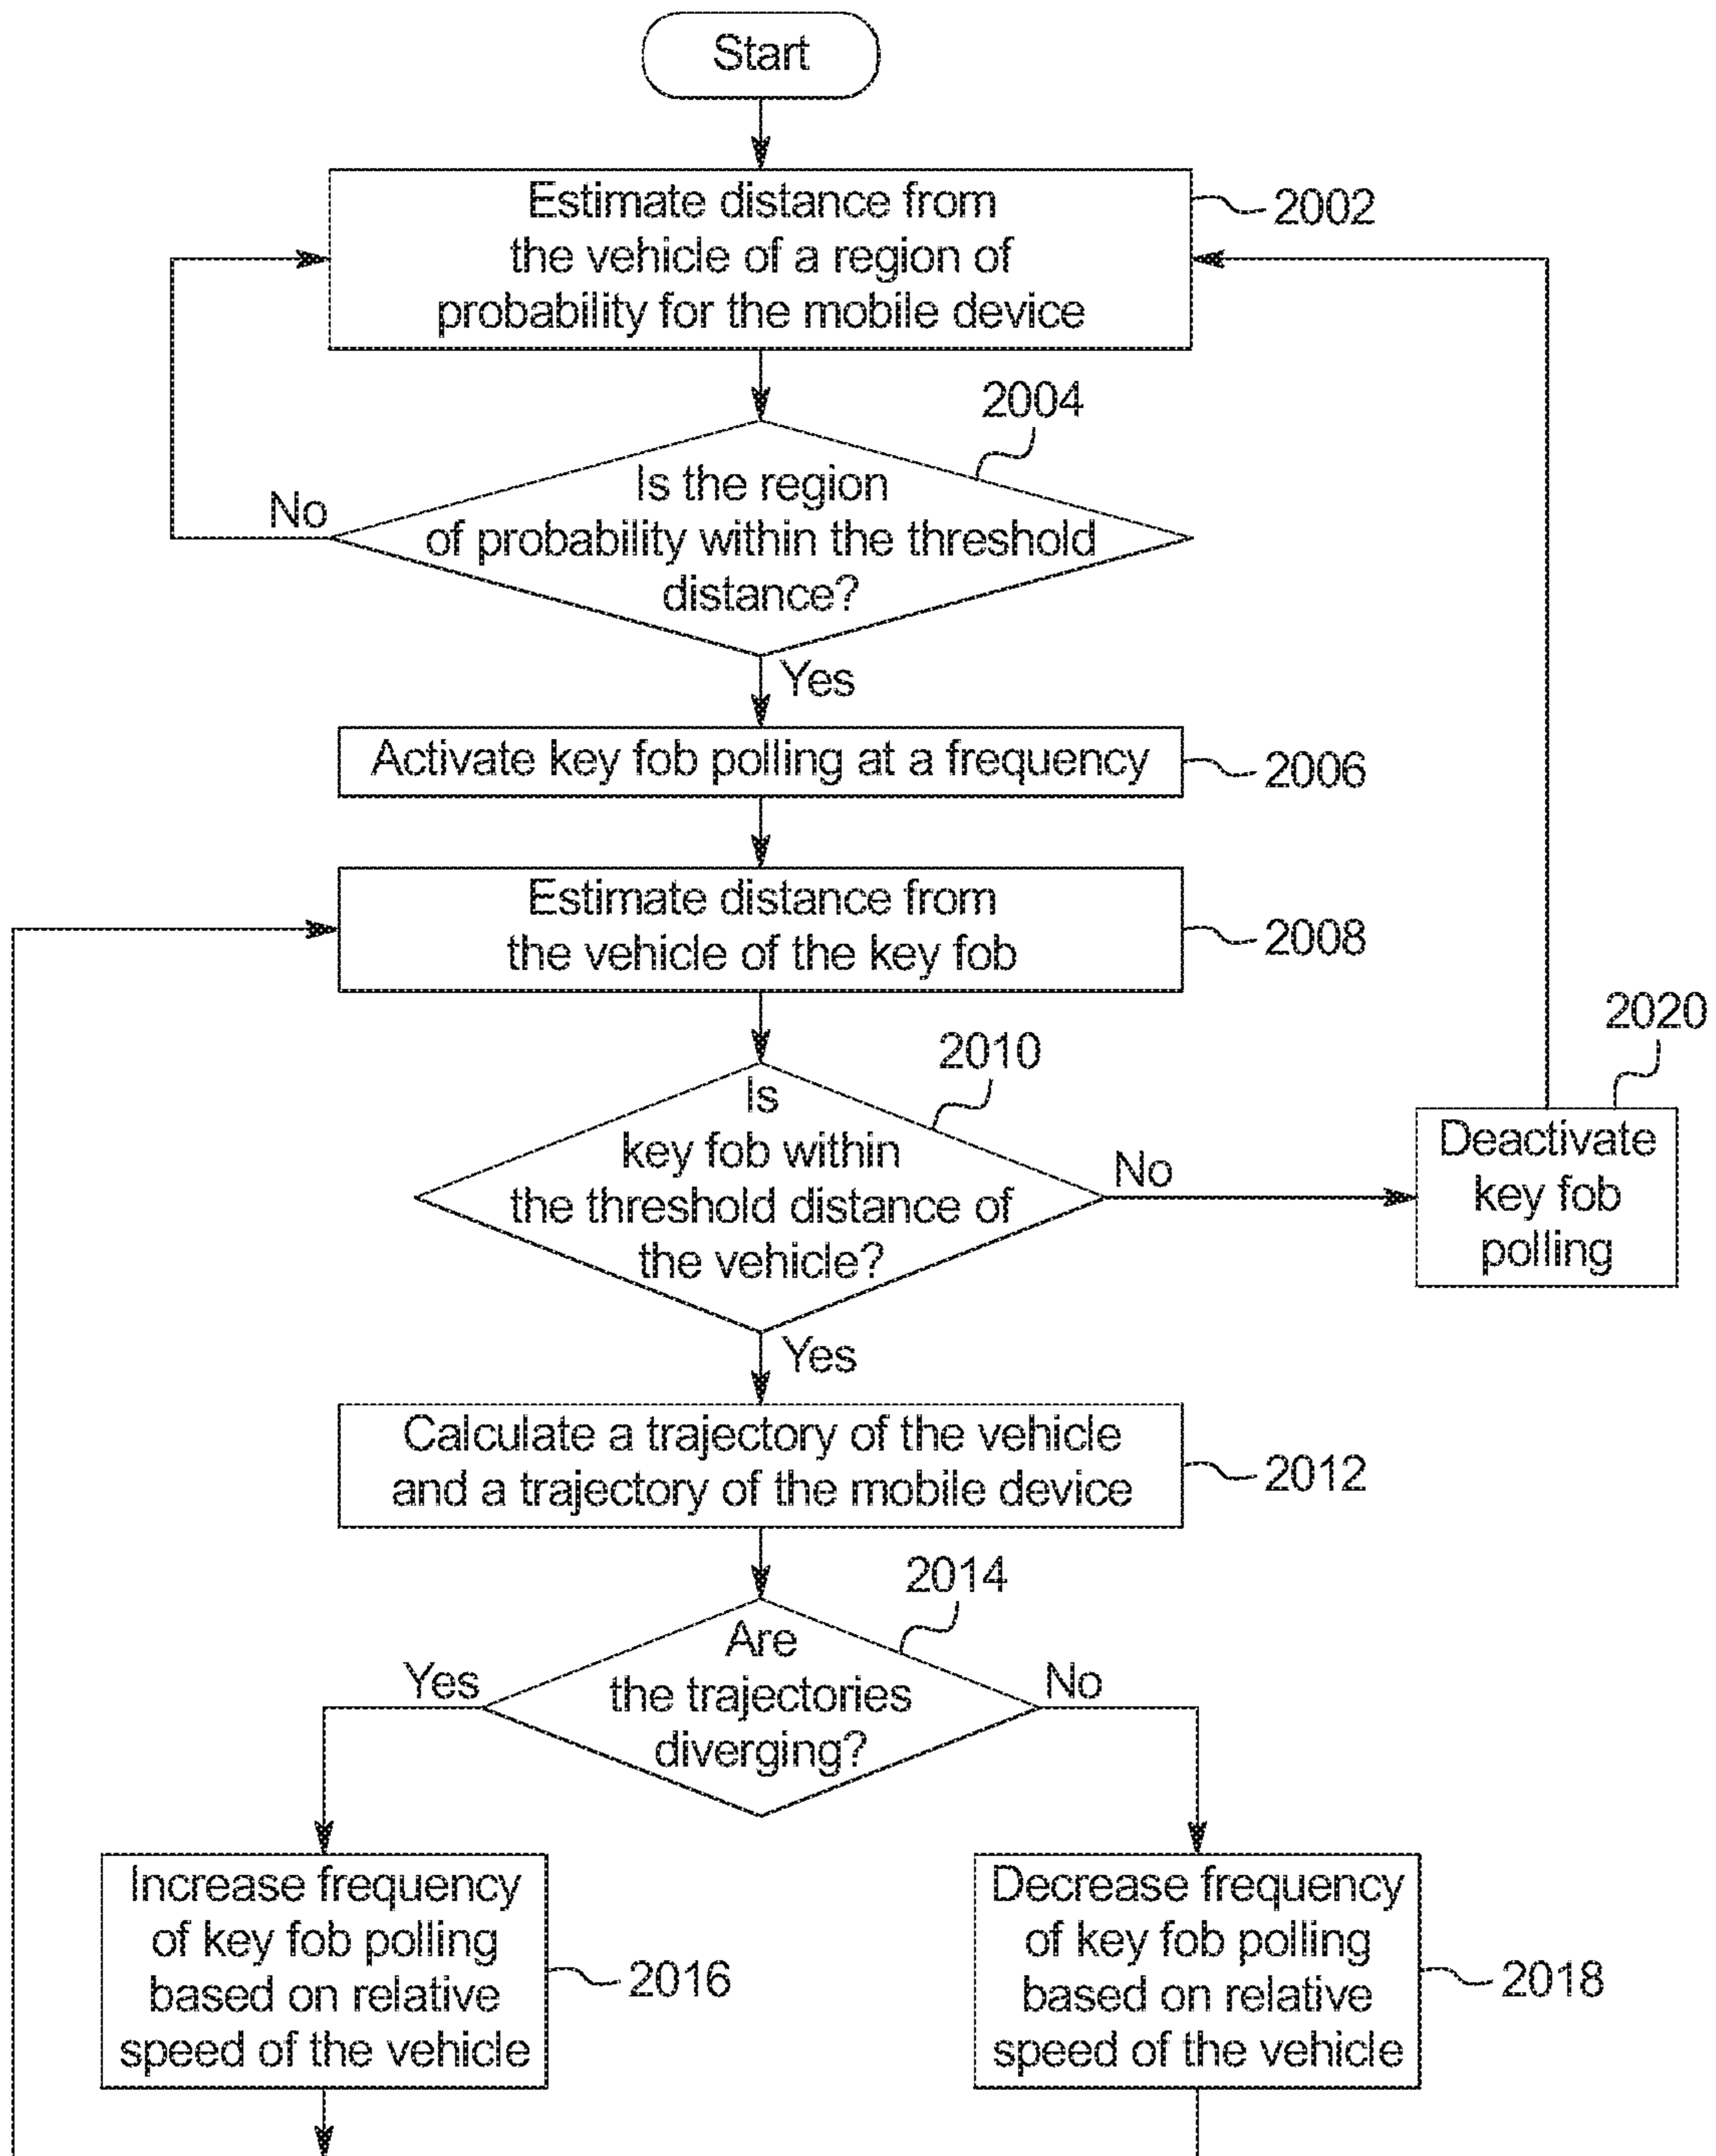 Start
Estimate distance from
the vehicle of a region of
probability for the mobile device
2002
2004
Is the region
of probability within the threshold
distance?
No
Yes
Activate key fob polling at a frequency
2006
Estimate distance from
the vehicle of the key fob
2008
2010
Is
key fob within
the threshold distance of
the vehicle?
No
2020
Deactivate
key fob
polling
Yes
Calculate a trajectory of the vehicle
and a trajectory of the mobile device
2012
2014
Are
the trajectories
diverging?
Yes
No
Increase frequency
of key fob polling
based on relative
speed of the vehicle
2016
Decrease frequency
of key fob polling
based on relative
speed of the vehicle
2018